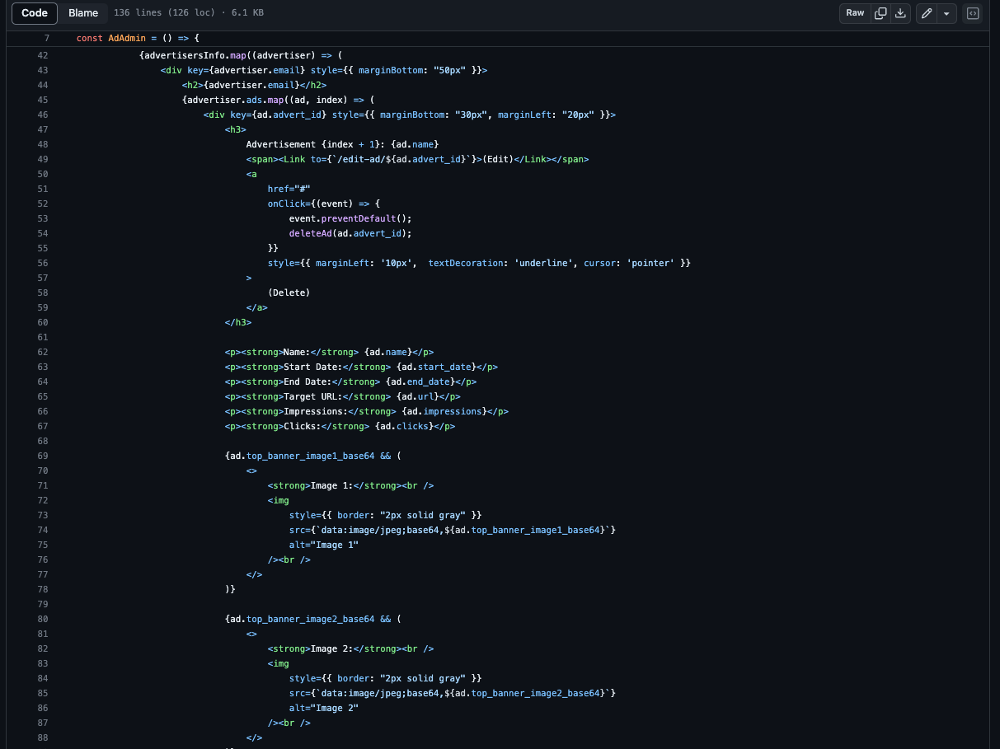 Code Blame 136 lines (126 loc) · 6.1 KB Raw
7 const AdAdmin = () => {
42 {advertisersInfo.map((advertiser) => (
43 <div key={advertiser.email} style={{ marginBottom: "50px" }}>
44 <h2>{advertiser.email}</h2>
45 {advertiser.ads.map((ad, index) => (
46 <div key={ad.advert_id} style={{ marginBottom: "30px", marginLeft: "20px" }}>
47 <h3>
48 Advertisement {index + 1}: {ad.name}
49 <span><Link to={`/edit-ad/${ad.advert_id}`}>(Edit)</Link></span>
50 <a
51 href="#"
52 onClick={(event) => {
53 event.preventDefault();
54 deleteAd(ad.advert_id);
55 }}
56 style={{ marginLeft: '10px',  textDecoration: 'underline', cursor: 'pointer' }}
57 >
58 (Delete)
59 </a>
60 </h3>
61
62 <p><strong>Name:</strong> {ad.name}</p>
63 <p><strong>Start Date:</strong> {ad.start_date}</p>
64 <p><strong>End Date:</strong> {ad.end_date}</p>
65 <p><strong>Target URL:</strong> {ad.url}</p>
66 <p><strong>Impressions:</strong> {ad.impressions}</p>
67 <p><strong>Clicks:</strong> {ad.clicks}</p>
68
69 {ad.top_banner_image1_base64 && (
70 <>
71 <strong>Image 1:</strong><br />
72 <img
73 style={{ border: "2px solid gray" }}
74 src={`data:image/jpeg;base64,${ad.top_banner_image1_base64}`}
75 alt="Image 1"
76 /><br />
77 </>
78 )}
79
80 {ad.top_banner_image2_base64 && (
81 <>
82 <strong>Image 2:</strong><br />
83 <img
84 style={{ border: "2px solid gray" }}
85 src={`data:image/jpeg;base64,${ad.top_banner_image2_base64}`}
86 alt="Image 2"
87 /><br />
88 </>